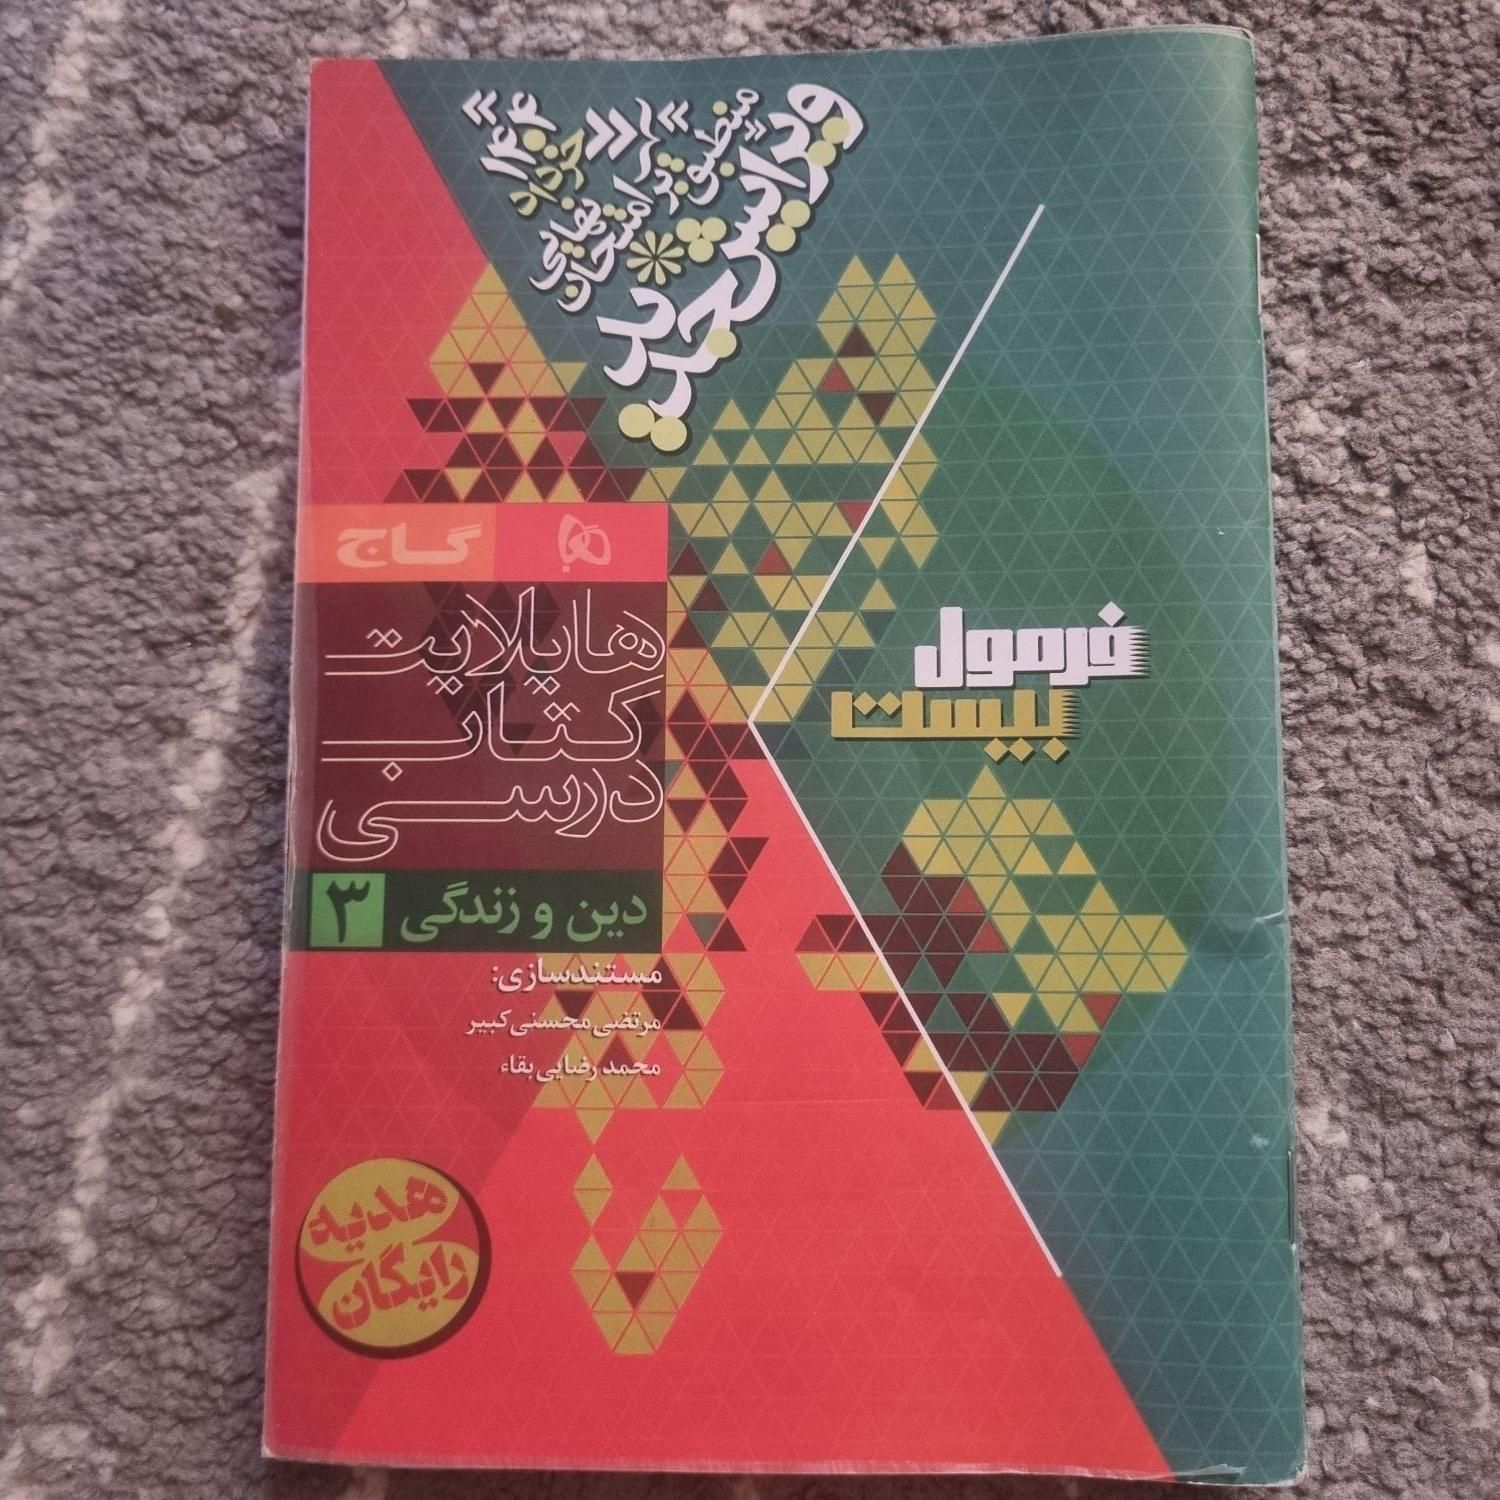 ویرایش جدید
منطبق بر
امتحان نهایی
خرداد
۱۴۰۴
گاج
هایلایت
کتاب
درسی
دین و زندگی ۳
مستندسازی:
مرتضی محسنی کبیر
محمد رضایی بقاء
فرمول
بیست
هدیه
رایگان